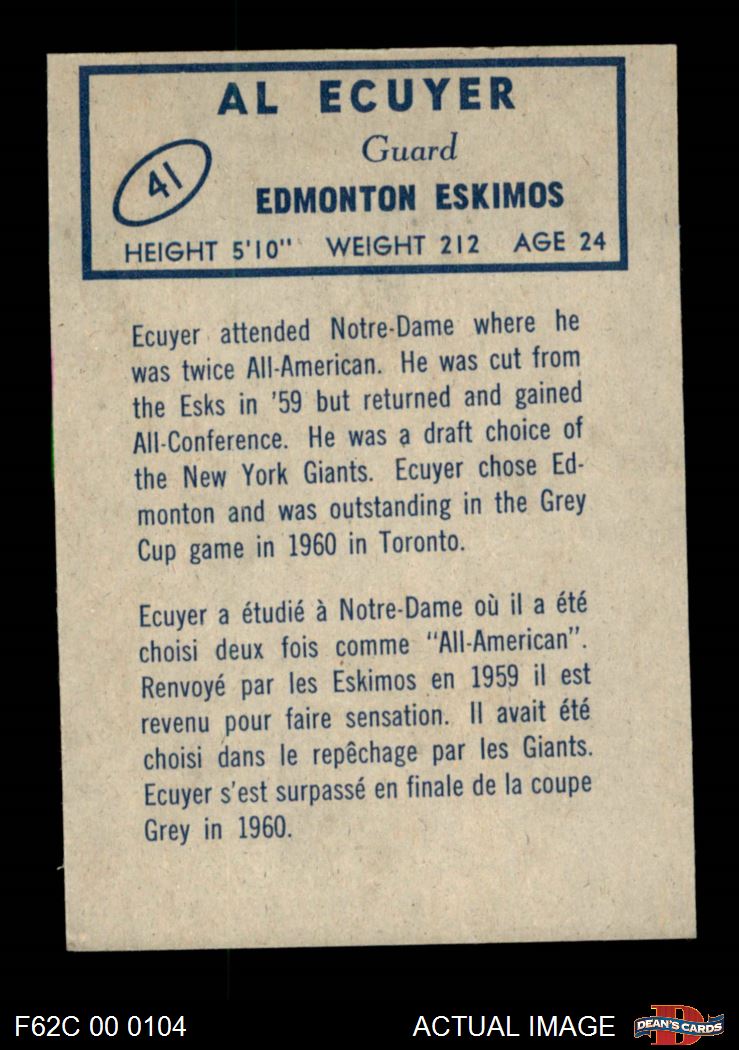 AL ECUYER
Guard
41
EDMONTON ESKIMOS
HEIGHT 5'10" WEIGHT 212 AGE 24
Ecuyer attended Notre-Dame where he
was twice All-American. He was cut from
the Esks in '59 but returned and gained
All-Conference. He was a draft choice of
the New York Giants. Ecuyer chose Ed-
monton and was outstanding in the Grey
Cup game in 1960 in Toronto.
Ecuyer a étudié à Notre-Dame où il a été
choisi deux fois comme "All-American".
Renvoyé par les Eskimos en 1959 il est
revenu pour faire sensation. Il avait été
choisi dans le repêchage par les Giants.
Ecuyer s'est surpassé en finale de la coupe
Grey in 1960.
F62C 00 0104
ACTUAL IMAGE
D
DEAN'S CARDS